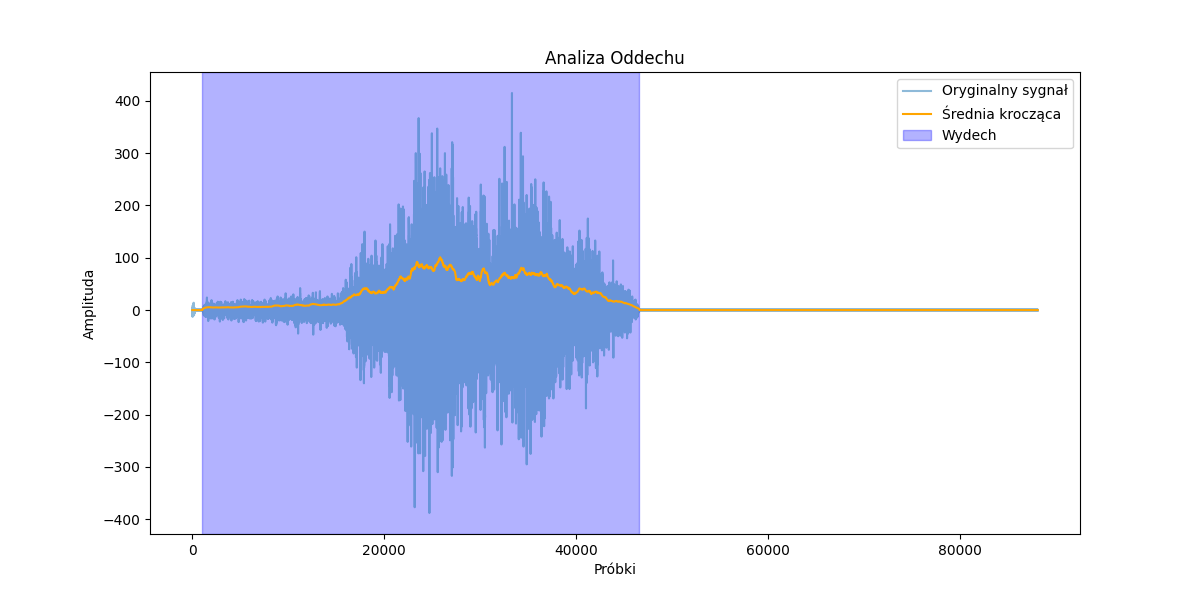 Analiza Oddechu
Oryginalny sygnał
Średnia krocząca
Wydech
400
300
200
100
0
−100
−200
−300
−400
Amplituda
0 20000 40000 60000 80000
Próbki